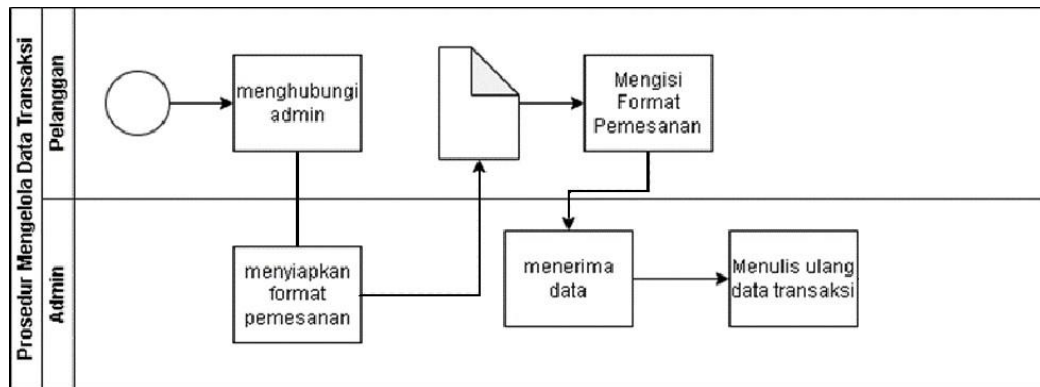 Prosedur Mengelola Data Transaksi
Pelanggan
menghubungi
admin
Mengisi
Format
Pemesanan
Admin
menyiapkan
format
pemesanan
menerima
data
Menulis ulang
data transaksi